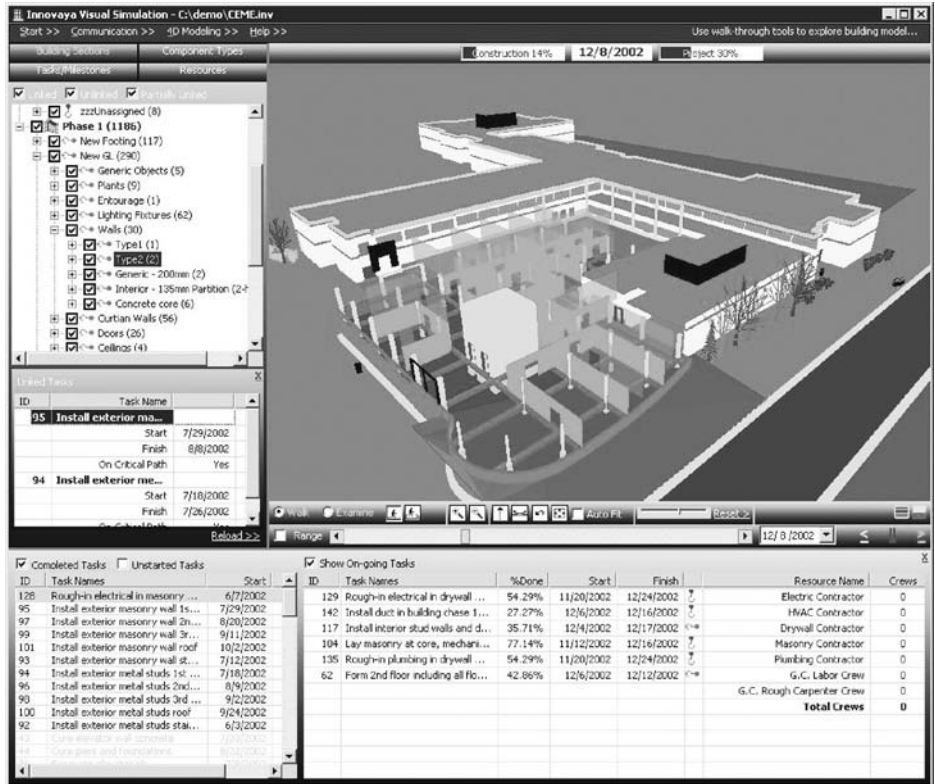 Innovaya Visual Simulation - C:\demo\CEME.inv
Start >> Communication >> 4D Modeling >> Help >>
Use walk-through tools to explore building model...
Building Sections Component Types
Tasks/Milestones Resources
Construction 14% 12/8/2002 Project 30%
Linked Unlinked Partially Linked
zzzUnassigned (8)
Phase 1 (1186)
New Footing (117)
New GL (290)
Generic Objects (5)
Plants (9)
Entourage (1)
Lighting Fixtures (62)
Walls (30)
Type1 (1)
Type2 (2)
Generic - 200mm (2)
Interior - 135mm Partition (2-h
Concrete core (6)
Curtian Walls (56)
Doors (26)
Ceilings (4)
Linked Tasks
ID Task Name
95 Install exterior ma...
Start 7/29/2002
Finish 8/8/2002
On Critical Path Yes
94 Install exterior me...
Start 7/18/2002
Finish 7/26/2002
On Critical Path Yes
Reload >>
Walk Examine Auto Fit Reset >
Range 12/ 8 /2002
Completed Tasks Unstarted Tasks
ID Task Names Start
128 Rough-in electrical in masonry ... 6/7/2002
95 Install exterior masonry wall 1s... 7/29/2002
97 Install exterior masonry wall 2n... 8/20/2002
99 Install exterior masonry wall 3r... 9/11/2002
101 Install exterior masonry wall roof 10/2/2002
93 Install exterior masonry wall st... 7/12/2002
94 Install exterior metal studs 1st ... 7/18/2002
96 Install exterior metal studs 2nd... 8/9/2002
98 Install exterior metal studs 3rd ... 9/2/2002
100 Install exterior metal studs roof 9/24/2002
92 Install exterior metal studs stai... 6/3/2002
43 Cure elevator wall concrete
44 Cure piers and foundations
Show On-going Tasks
ID Task Names %Done Start Finish Resource Name Crews
129 Rough-in electrical in drywall ... 54.29% 11/20/2002 12/24/2002 Electric Contractor 0
142 Install duct in building chase 1... 27.27% 12/6/2002 12/16/2002 HVAC Contractor 0
117 Install interior stud walls and d... 35.71% 12/4/2002 12/17/2002 Drywall Contractor 0
104 Lay masonry at core, mechani... 77.14% 11/12/2002 12/16/2002 Masonry Contractor 0
135 Rough-in plumbing in drywall ... 54.29% 11/20/2002 12/24/2002 Plumbing Contractor 0
62 Form 2nd floor including all flo... 42.86% 12/6/2002 12/12/2002 G.C. Labor Crew 0
G.C. Rough Carpenter Crew 0
Total Crews 0